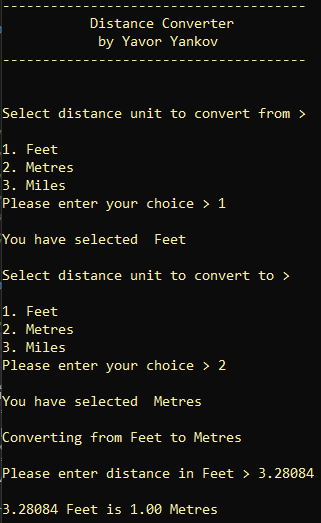 --------------------------------------
Distance Converter
by Yavor Yankov
--------------------------------------
Select distance unit to convert from >
1. Feet
2. Metres
3. Miles
Please enter your choice > 1
You have selected  Feet
Select distance unit to convert to >
1. Feet
2. Metres
3. Miles
Please enter your choice > 2
You have selected  Metres
Converting from Feet to Metres
Please enter distance in Feet > 3.28084
3.28084 Feet is 1.00 Metres